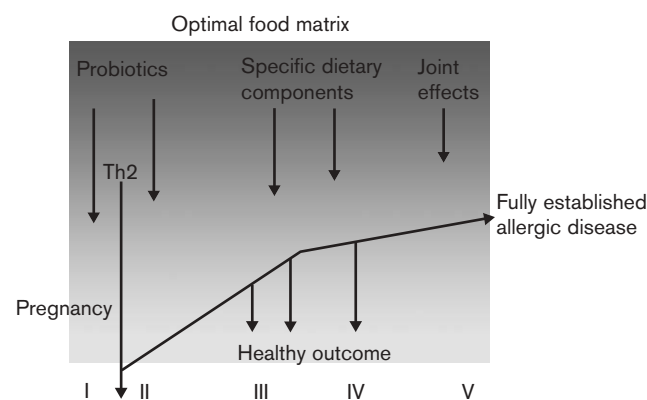 Optimal food matrix
Probiotics
Specific dietary
components
Joint
effects
Th2
Fully established
allergic disease
Pregnancy
Healthy outcome
I II III IV V